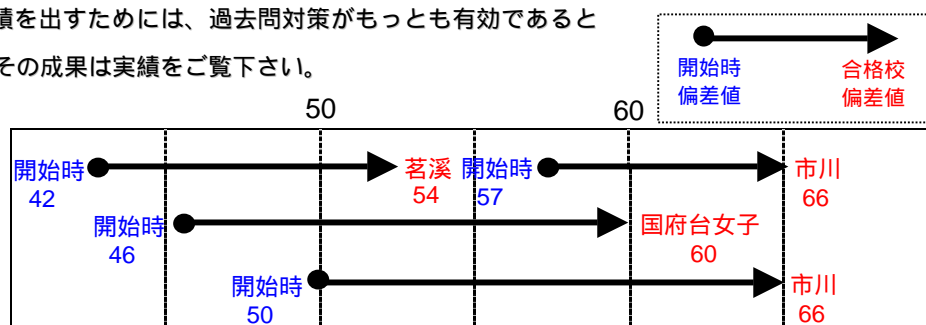 績を出すためには、過去問対策がもっとも有効であると
その成果は実績をご覧下さい。
開始時
偏差値
合格校
偏差値
50
60
開始時
42
茗溪
54
開始時
57
市川
66
開始時
46
国府台女子
60
開始時
50
市川
66